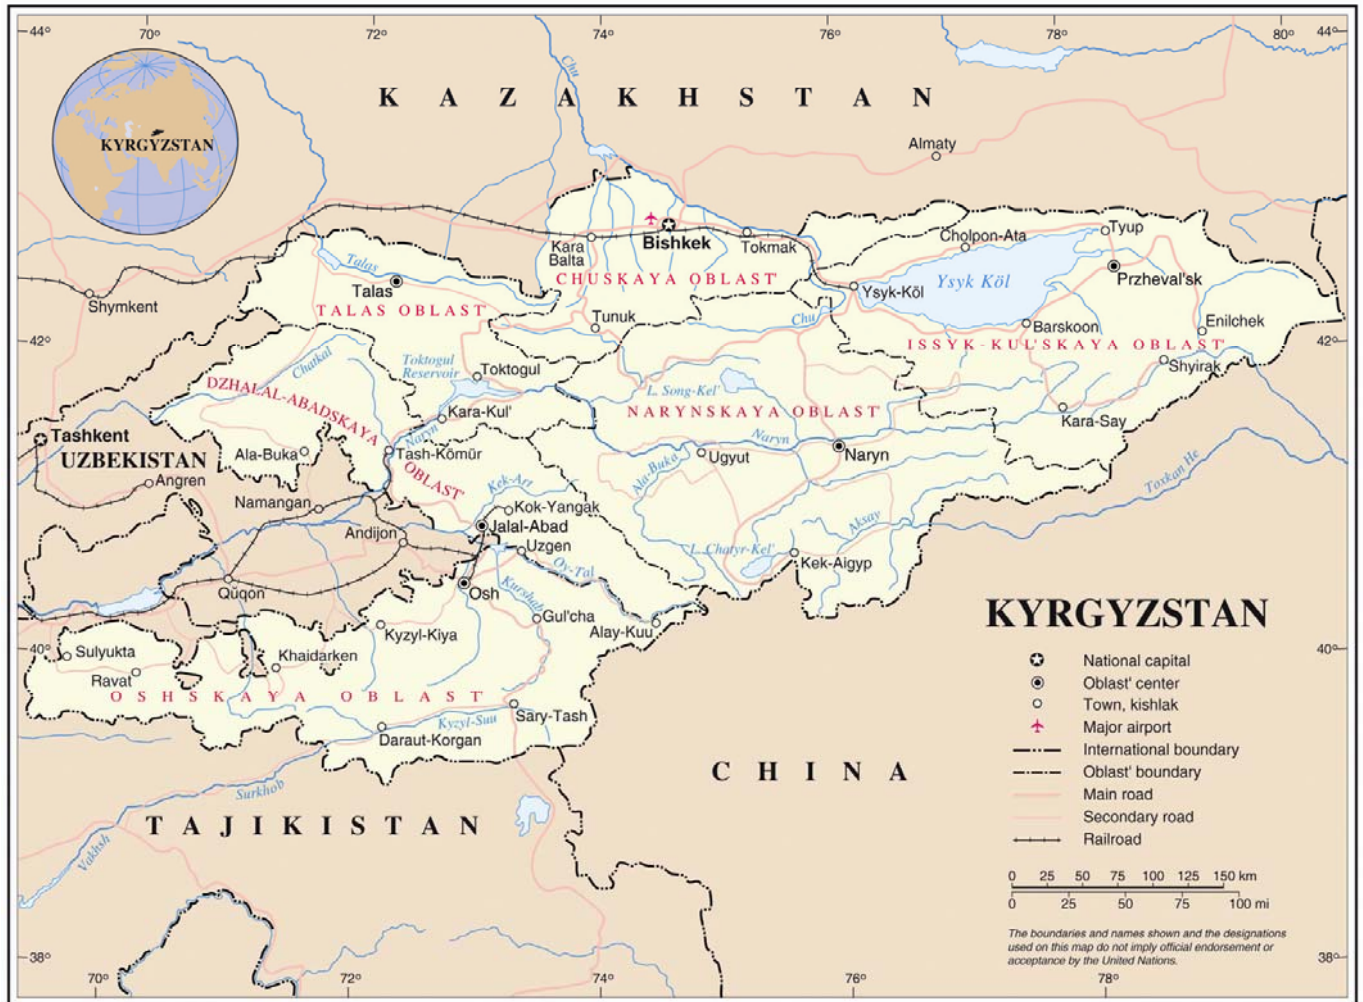 44°
70°
72°
74°
76°
78°
80°
44°
KAZAKHSTAN
Chu
KYRGYZSTAN
Almaty
Bishkek
Kara
Balta
Tokmak
Cholpon-Ata
Tyup
CHUSKAYA OBLAST'
Talas
Talas
TALAS OBLAST'
Ysyk Köl
Ysyk-Köl
Przheval'sk
Shymkent
Tunuk
Chu
Barskoon
Enilchek
42°
42°
ISSYK-KUL'SKAYA OBLAST'
Shyirak
Chatkal
Toktogul
Reservoir
Toktogul
L. Song-Kel'
DZHALAL-ABADSKAYA
OBLAST'
Kara-Kul'
NARYNSKAYA OBLAST'
Kara-Say
Tashkent
UZBEKISTAN
Naryn
Naryn
Naryn
Ala-Buka
Tash-Kömür
Ugyut
Ala-Buka
Angren
Kek-Art
Toxkan He
Namangan
Kok-Yangak
Jalal-Abad
Aksay
Andijon
Uzgen
L. Chatyr-Kel'
Kek-Aigyp
Oy-Tal
Qŭqon
Osh
Kurshab
Gul'cha
Alay-Kuu
Kyzyl-Kiya
40°
40°
Sulyukta
Khaidarken
Ravat
OSHSKAYA OBLAST'
Sary-Tash
Kyzyl-Suu
Daraut-Korgan
CHINA
Surkhob
TAJIKISTAN
Vakhsh
KYRGYZSTAN
National capital
Oblast' center
Town, kishlak
Major airport
International boundary
Oblast' boundary
Main road
Secondary road
Railroad
0 25 50 75 100 125 150 km
0 25 50 75 100 mi
The boundaries and names shown and the designations
used on this map do not imply official endorsement or
acceptance by the United Nations.
38°
38°
70°
72°
74°
76°
78°